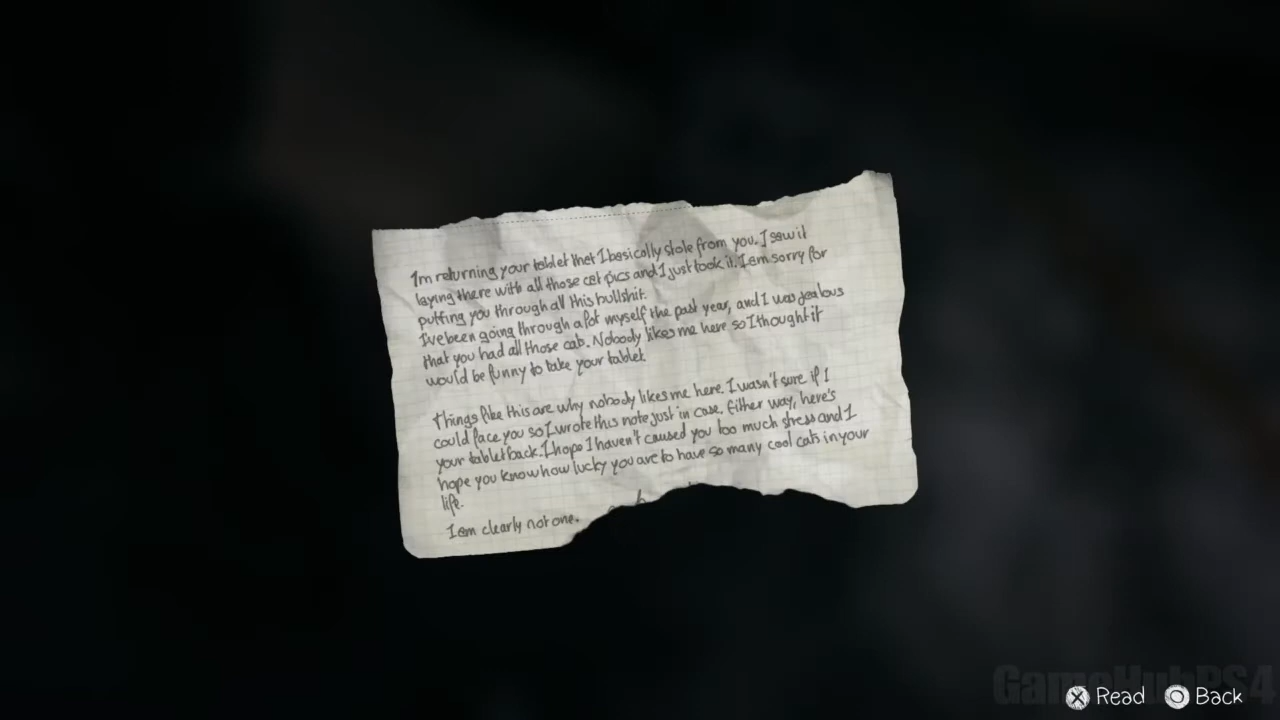 I'm returning your tablet that I basically stole from you. I saw it
laying there with all those cat pics and I just took it. I am sorry for
putting you through all this bullshit.
I've been going through a lot myself the past year, and I was jealous
that you had all those cats. Nobody likes me here so I thought it
would be funny to take your tablet.
Things like this are why nobody likes me here. I wasn't sure if I
could face you so I wrote this note just in case. Either way, here's
your tablet back. I hope I haven't caused you too much stress and I
hope you know how lucky you are to have so many cool cats in your
life.
I am clearly not one.
GameHubPS4
Read Back